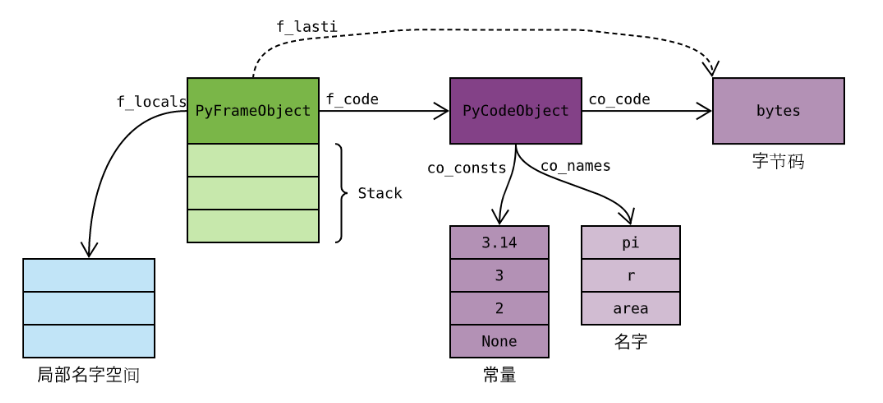 f_lasti
f_locals
PyFrameObject
f_code
PyCodeObject
co_code
bytes
字节码
co_consts
co_names
Stack
3.14
3
2
None
常量
pi
r
area
名字
局部名字空间